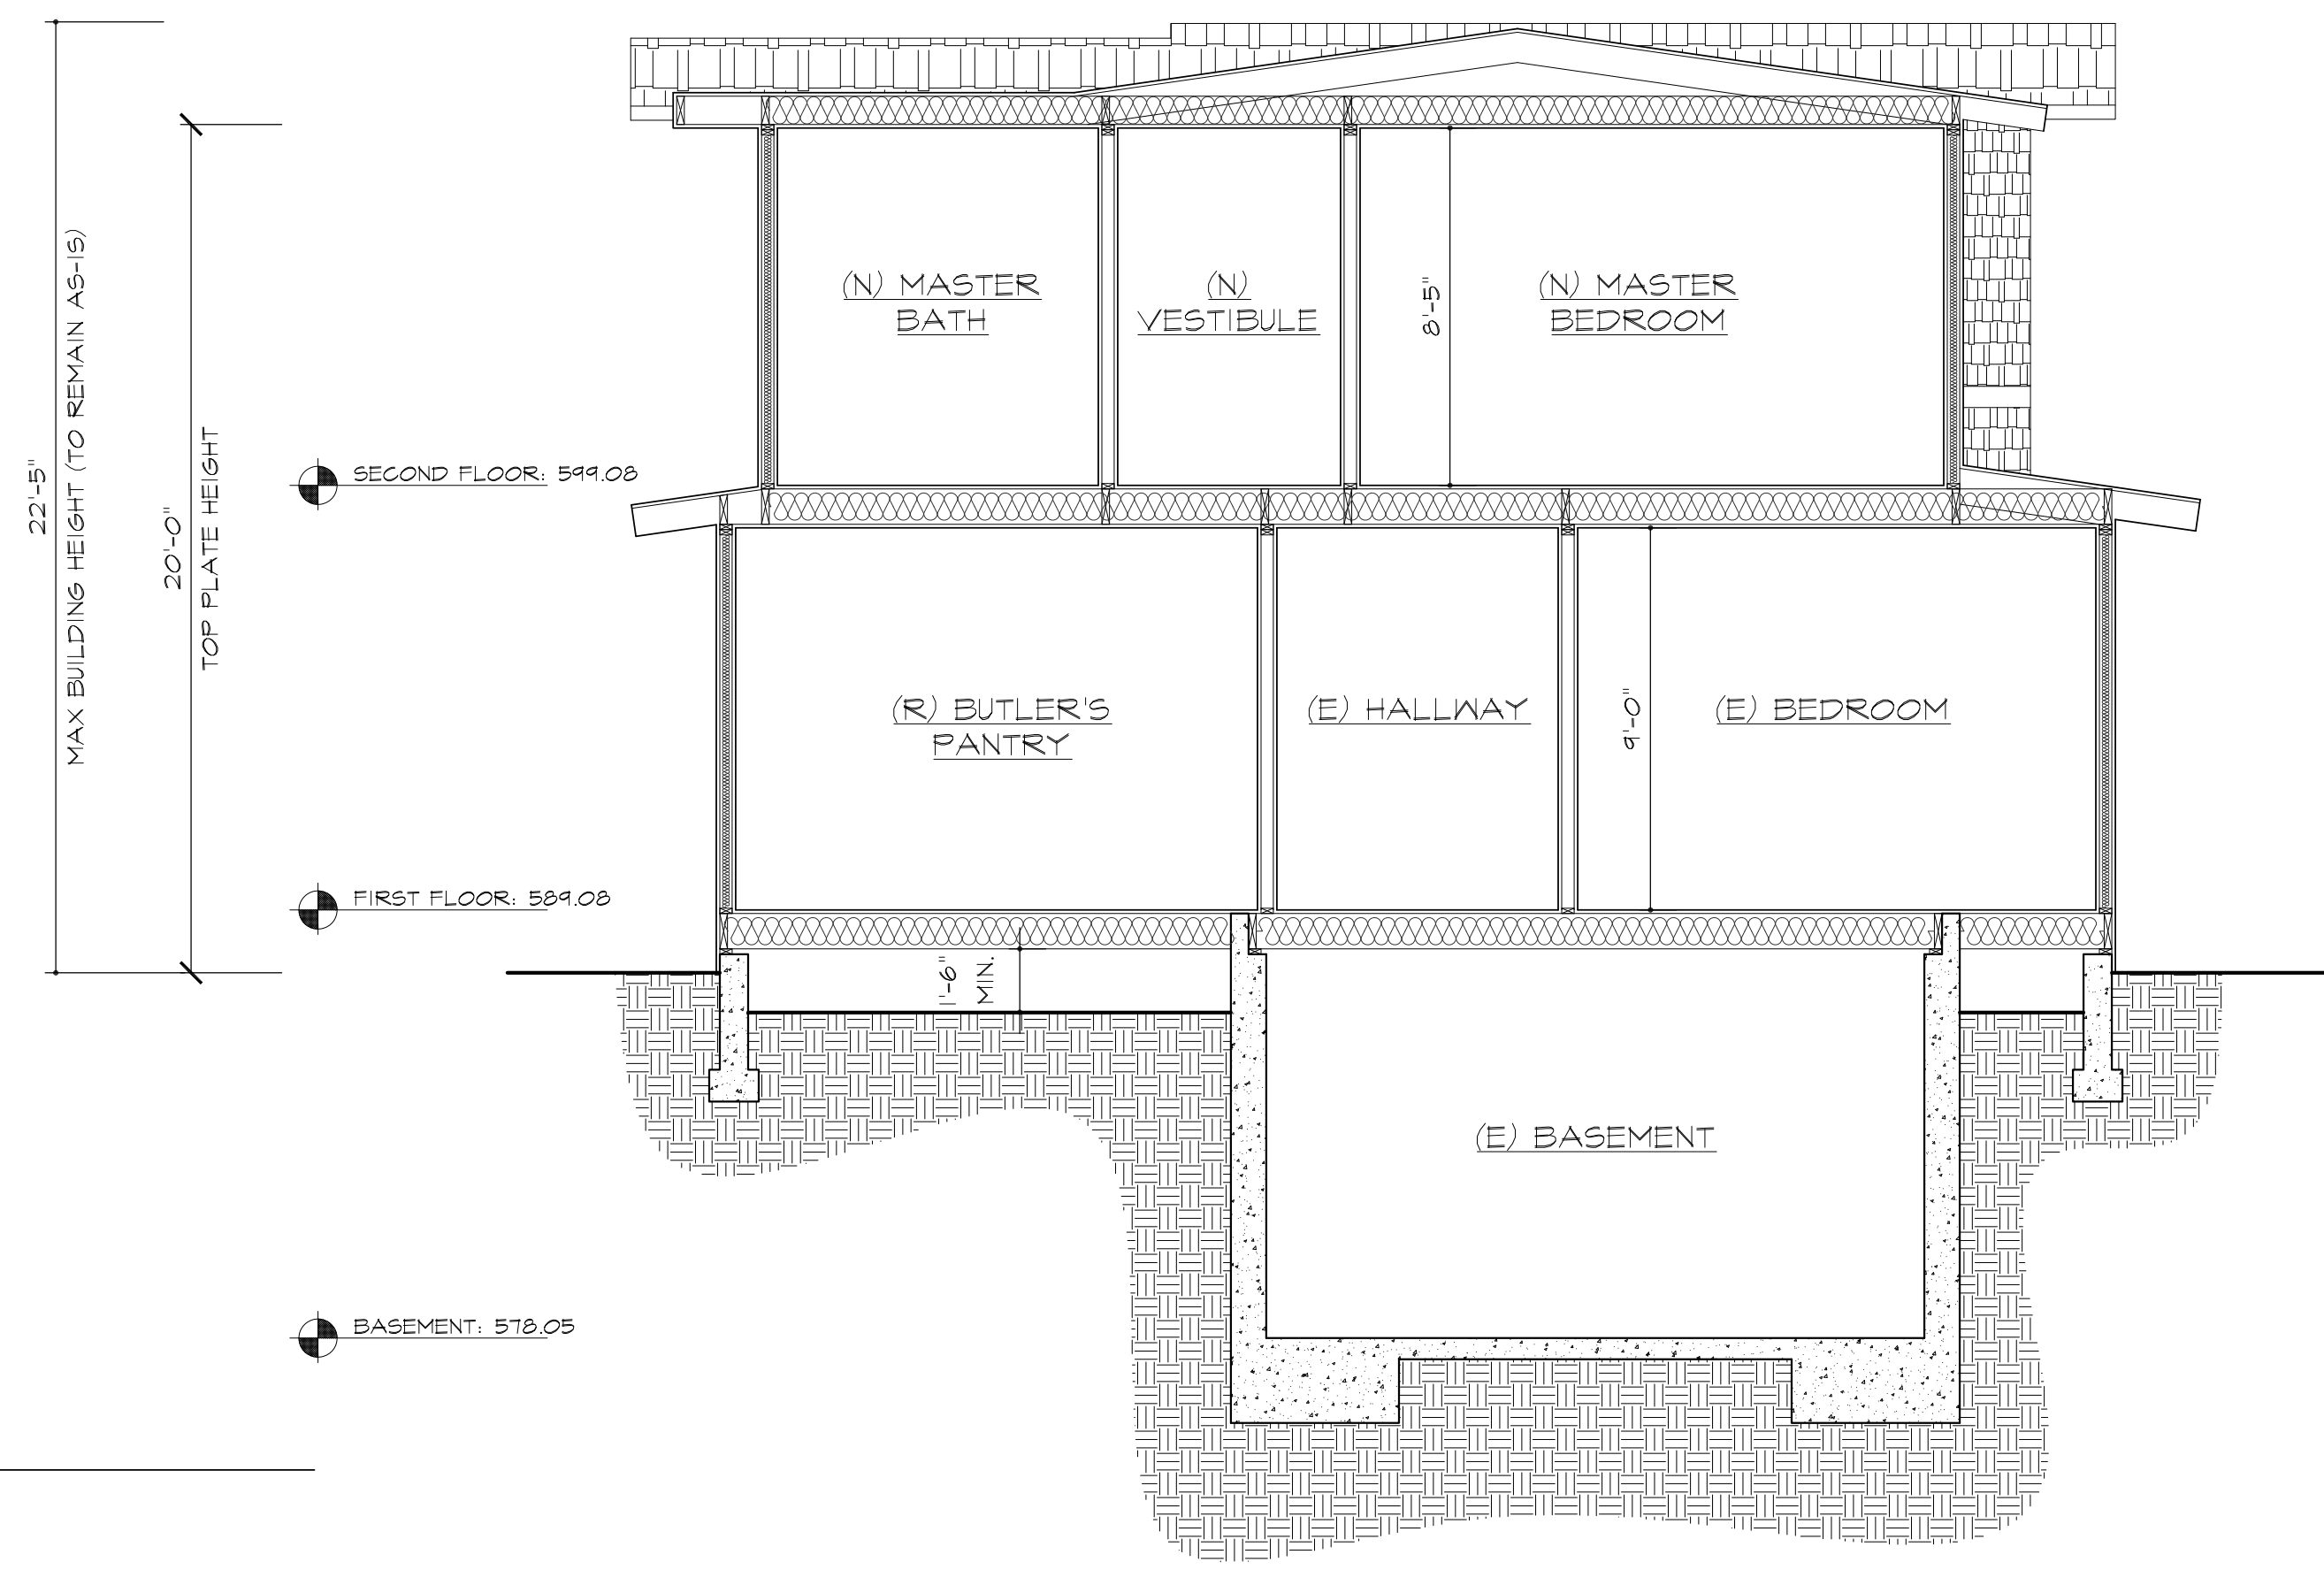 22'-5"
MAX BUILDING HEIGHT (TO REMAIN AS-IS)
20'-0"
TOP PLATE HEIGHT
SECOND FLOOR: 599.08
FIRST FLOOR: 589.08
BASEMENT: 578.05
(N) MASTER
BATH
(N)
VESTIBULE
8'-5"
(N) MASTER
BEDROOM
(R) BUTLER'S
PANTRY
(E) HALLWAY
9'-0"
(E) BEDROOM
1'-6"
MIN.
(E) BASEMENT